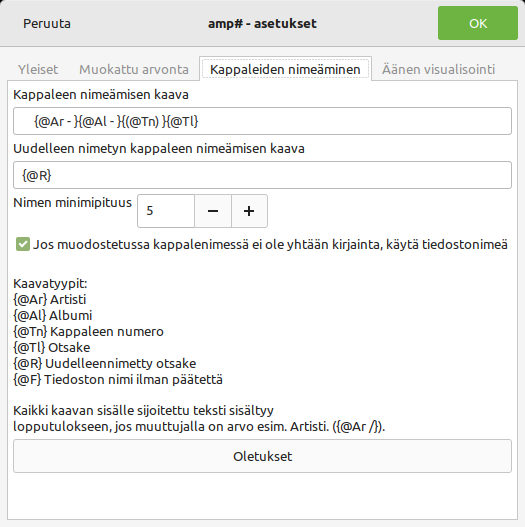 Peruuta
amp# - asetukset
OK
Yleiset
Muokattu arvonta
Kappaleiden nimeäminen
Äänen visualisointi
Kappaleen nimeämisen kaava
{@Ar - }{@Al - }{(@Tn) }{@Tl}
Uudelleen nimetyn kappaleen nimeämisen kaava
{@R}
Nimen minimipituus
5
Jos muodostetussa kappalenimessä ei ole yhtään kirjainta, käytä tiedostonimeä
Kaavatyypit:
{@Ar} Artisti
{@Al} Albumi
{@Tn} Kappaleen numero
{@Tl} Otsake
{@R} Uudelleennimetty otsake
{@F} Tiedoston nimi ilman päätettä
Kaikki kaavan sisälle sijoitettu teksti sisältyy
lopputulokseen, jos muuttujalla on arvo esim. Artisti. ({@Ar /}).
Oletukset